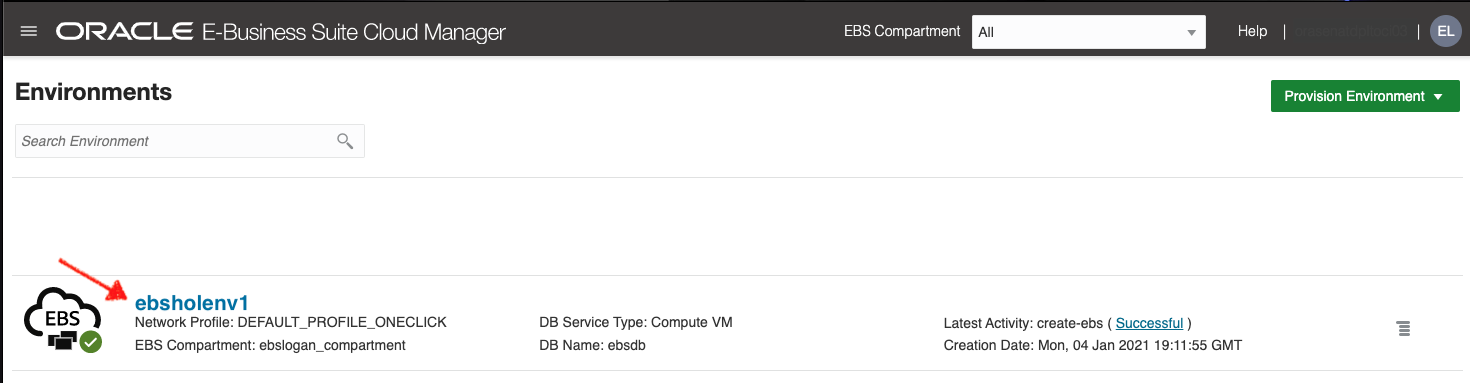 ORACLE E-Business Suite Cloud Manager EBS Compartment All Help | | EL
Environments
Provision Environment
Search Environment
ebsholenv1
EBS
Network Profile: DEFAULT_PROFILE_ONECLICK DB Service Type: Compute VM Latest Activity: create-ebs ( Successful )
EBS Compartment: ebslogan_compartment DB Name: ebsdb Creation Date: Mon, 04 Jan 2021 19:11:55 GMT